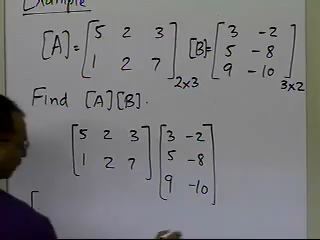 Example
[A]= [5 2 3 [B]= [3 -2
1 2 7]2x3 5 -8
9 -10]3x2
Find [A][B].
[5 2 3 [3 -2
1 2 7] 5 -8
9 -10]
[